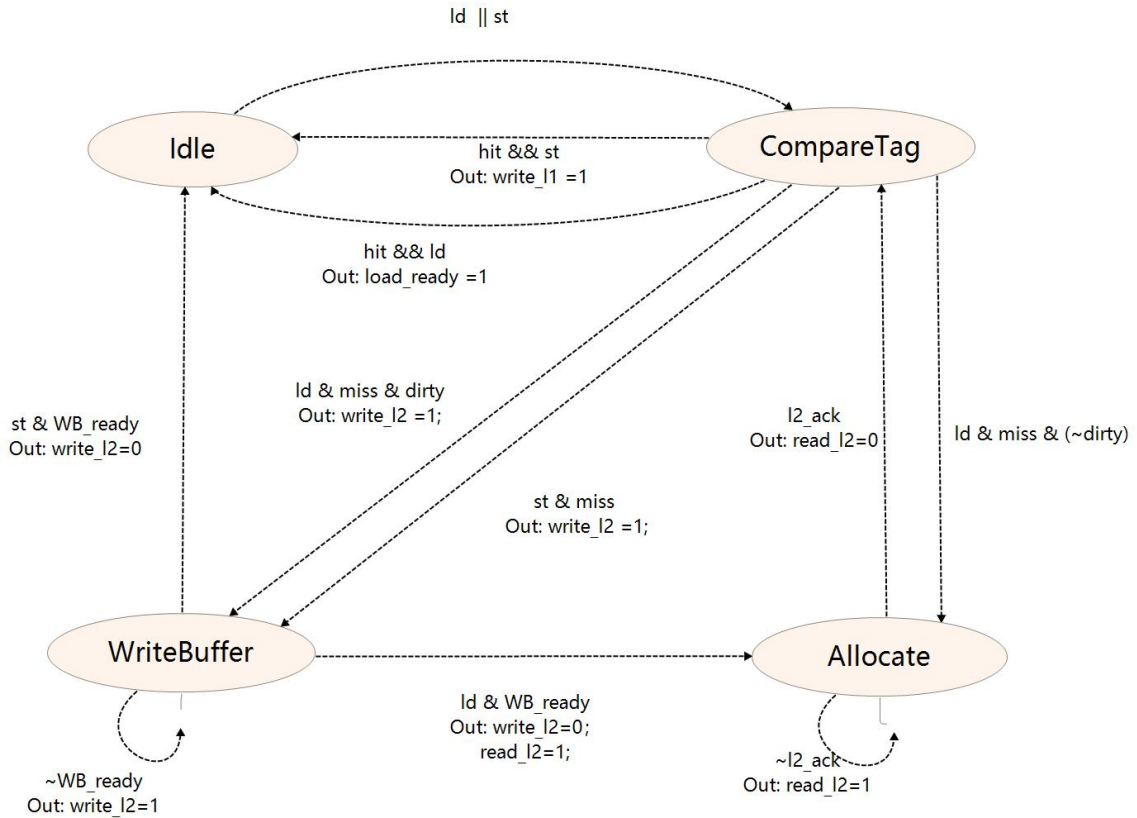 ld || st
Idle
CompareTag
hit && st
Out: write_l1 =1
hit && ld
Out: load_ready =1
ld & miss & dirty
Out: write_l2 =1;
st & WB_ready
Out: write_l2=0
l2_ack
Out: read_l2=0
ld & miss & (~dirty)
st & miss
Out: write_l2 =1;
WriteBuffer
Allocate
ld & WB_ready
Out: write_l2=0;
read_l2=1;
~WB_ready
Out: write_l2=1
~l2_ack
Out: read_l2=1